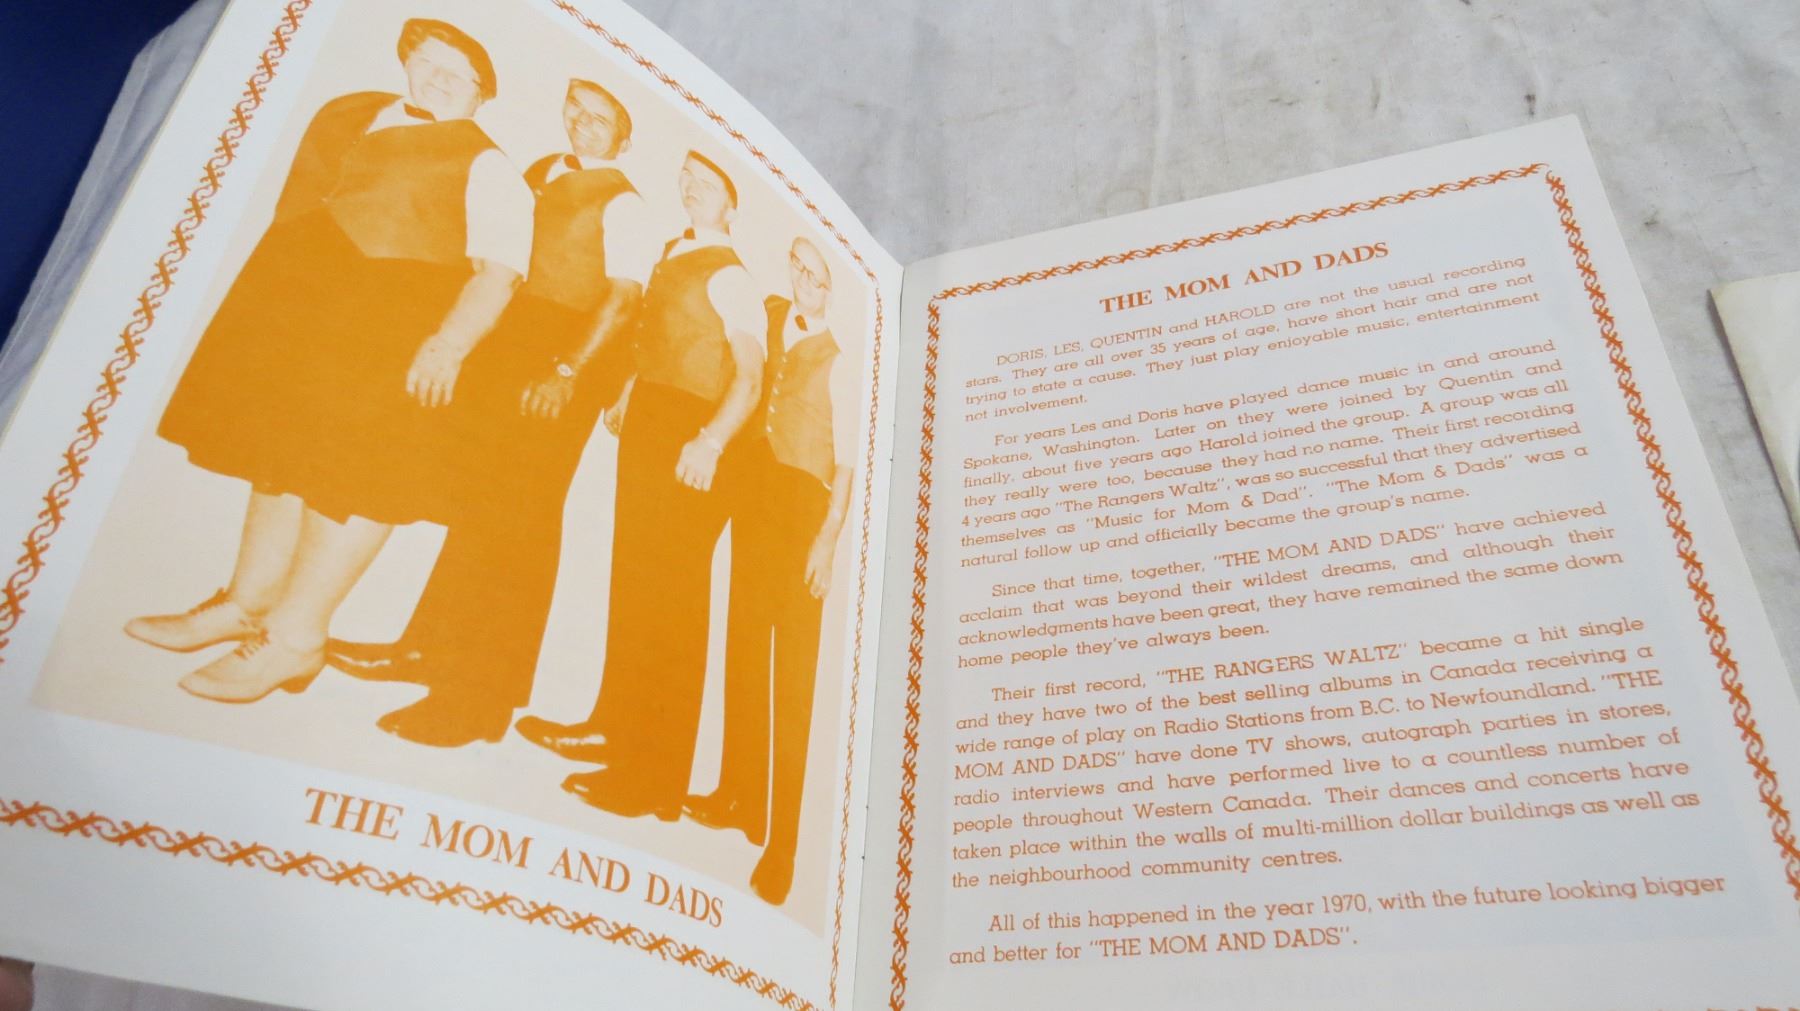 THE MOM AND DADS
THE MOM AND DADS
DORIS, LES, QUENTIN and HAROLD are not the usual recording
stars. They are all over 35 years of age, have short hair and are not
trying to state a cause. They just play enjoyable music, entertainment
not involvement.
For years Les and Doris have played dance music in and around
Spokane, Washington. Later on they were joined by Quentin and
finally, about five years ago Harold joined the group. A group was all
they really were too, because they had no name. Their first recording
4 years ago "The Rangers Waltz", was so successful that they advertised
themselves as "Music for Mom & Dad". "The Mom & Dads" was a
natural follow up and officially became the group's name.
Since that time, together, "THE MOM AND DADS" have achieved
acclaim that was beyond their wildest dreams, and although their
acknowledgments have been great, they have remained the same down
home people they've always been.
Their first record, "THE RANGERS WALTZ" became a hit single
and they have two of the best selling albums in Canada receiving a
wide range of play on Radio Stations from B.C. to Newfoundland. "THE
MOM AND DADS" have done TV shows, autograph parties in stores,
radio interviews and have performed live to a countless number of
people throughout Western Canada. Their dances and concerts have
taken place within the walls of multi-million dollar buildings as well as
the neighbourhood community centres.
All of this happened in the year 1970, with the future looking bigger
and better for "THE MOM AND DADS".